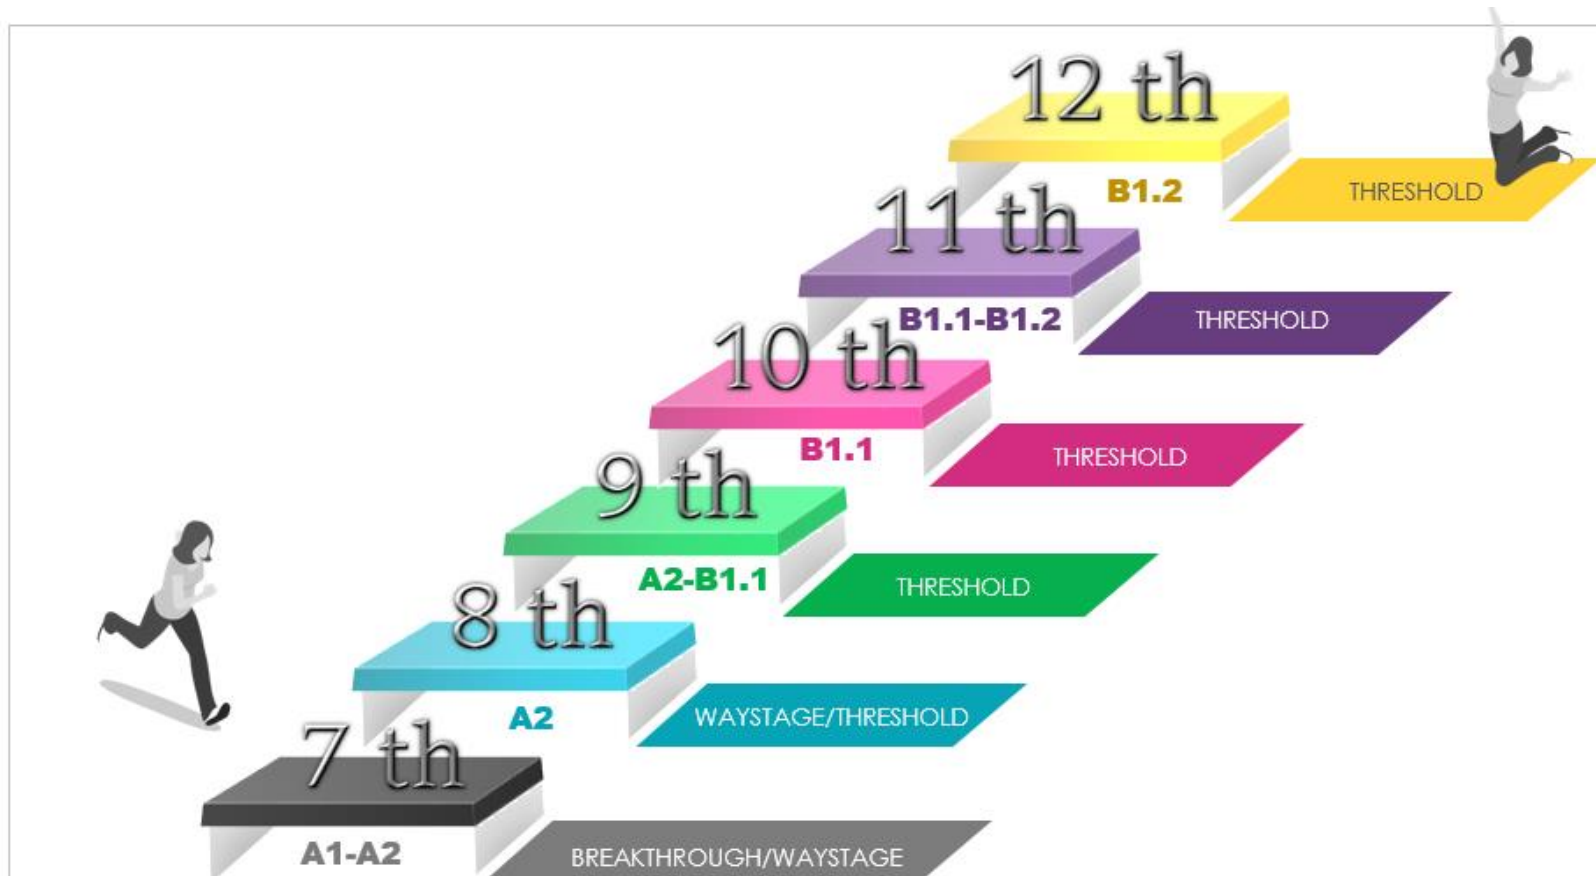 12 th
B1.2
THRESHOLD
11 th
B1.1-B1.2
THRESHOLD
10 th
B1.1
THRESHOLD
9 th
A2-B1.1
THRESHOLD
8 th
A2
WAYSTAGE/THRESHOLD
7 th
A1-A2
BREAKTHROUGH/WAYSTAGE